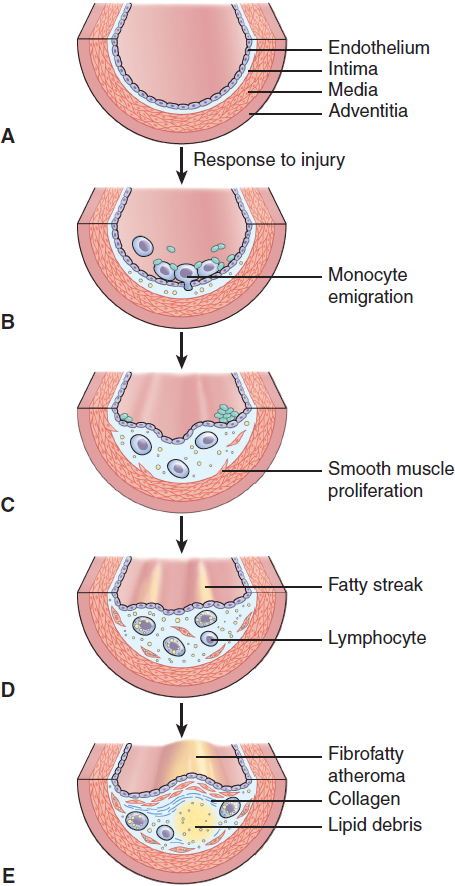 Endothelium
Intima
Media
Adventitia
A
Response to injury
Monocyte
emigration
B
Smooth muscle
proliferation
C
Fatty streak
Lymphocyte
D
Fibrofatty
atheroma
Collagen
Lipid debris
E